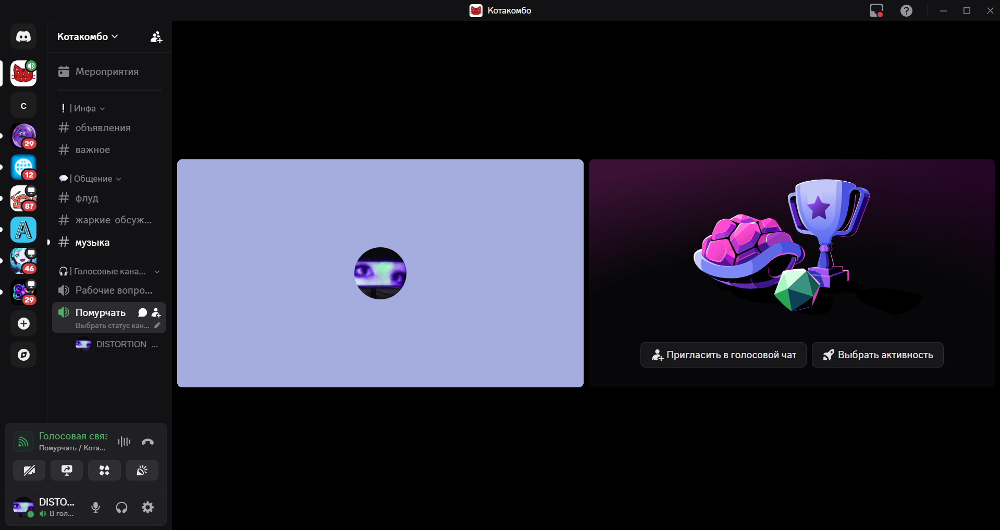 Котакомбо
Котакомбо
Мероприятия
C
| Инфа
объявления
важное
29
12
| Общение
87
флуд
жаркие-обсуж...
A
музыка
46
| Голосовые кана...
29
Рабочие вопро...
Помурчать
Выбрать статус кан...
DISTORTION_...
Пригласить в голосовой чат
Выбрать активность
Голосовая связ
Помурчать / Кота...
DISTO...
В гол...